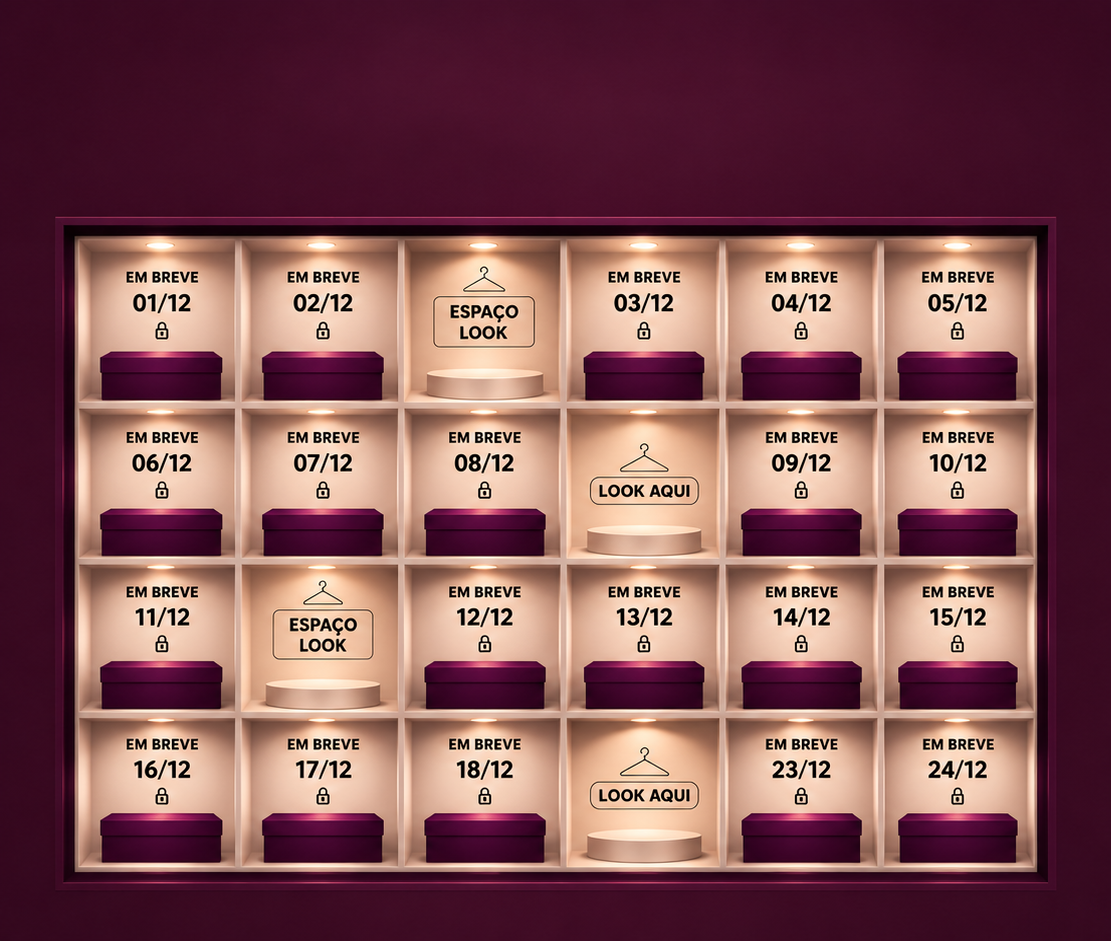 EM BREVE
01/12
EM BREVE
02/12
ESPAÇO
LOOK
EM BREVE
03/12
EM BREVE
04/12
EM BREVE
05/12
EM BREVE
06/12
EM BREVE
07/12
EM BREVE
08/12
LOOK AQUI
EM BREVE
09/12
EM BREVE
10/12
EM BREVE
11/12
ESPAÇO
LOOK
EM BREVE
12/12
EM BREVE
13/12
EM BREVE
14/12
EM BREVE
15/12
EM BREVE
16/12
EM BREVE
17/12
EM BREVE
18/12
LOOK AQUI
EM BREVE
23/12
EM BREVE
24/12